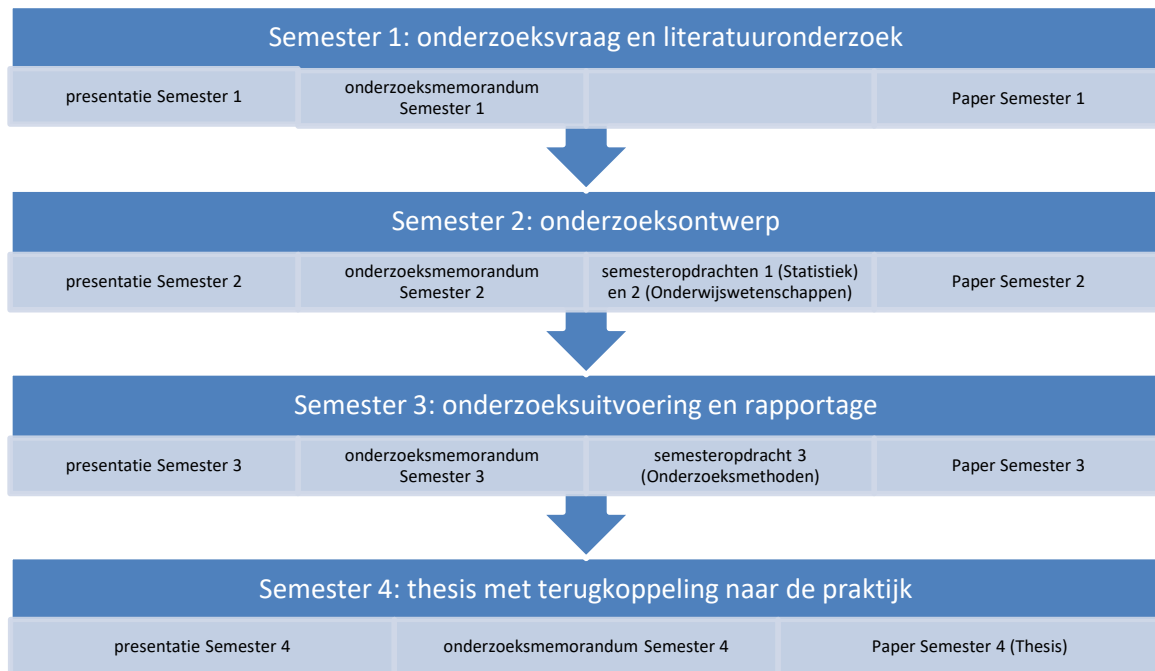 Semester 1: onderzoeksvraag en literatuuronderzoek
presentatie Semester 1
onderzoeksmemorandum
Semester 1
Paper Semester 1
Semester 2: onderzoeksontwerp
presentatie Semester 2
onderzoeksmemorandum
Semester 2
semesteropdrachten 1 (Statistiek)
en 2 (Onderwijswetenschappen)
Paper Semester 2
Semester 3: onderzoeksuitvoering en rapportage
presentatie Semester 3
onderzoeksmemorandum
Semester 3
semesteropdracht 3
(Onderzoeksmethoden)
Paper Semester 3
Semester 4: thesis met terugkoppeling naar de praktijk
presentatie Semester 4
onderzoeksmemorandum Semester 4
Paper Semester 4 (Thesis)